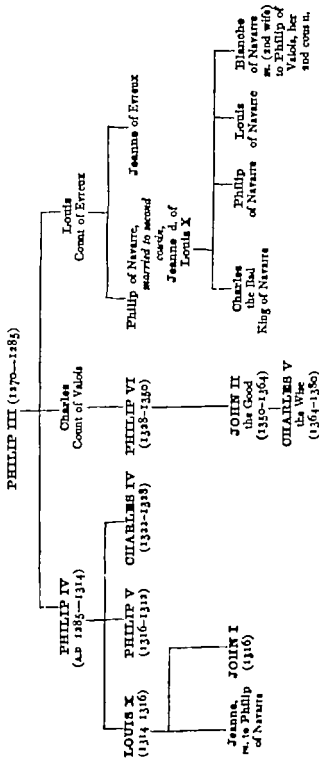 PHILIP III (1270—1285)
PHILIP IV
(A.D 1285—1314)
Charles
Count of Valois
Louis
Count of Evreux
LOUIS X
(1314 1316)
PHILIP V
(1316-1312)
CHARLES IV
(1322-1328)
PHILIP VI
(1328-1350)
Philip of Navarre,
married to second
cousin,
Jeanne d. of
Louis X
Jeanne of Evreux
Jeanne,
m. to Philip
of Navarre
JOHN I
(1316)
JOHN II
the Good
(1350-1364)
CHARLES V
the Wise
(1364-1380)
Charles
the Bad
King of Navarre
Philip
of Navarre
Louis
of Navarre
Blanche
of Navarre
m. (2nd wife)
to Philip of
Valois, her
2nd cousin.